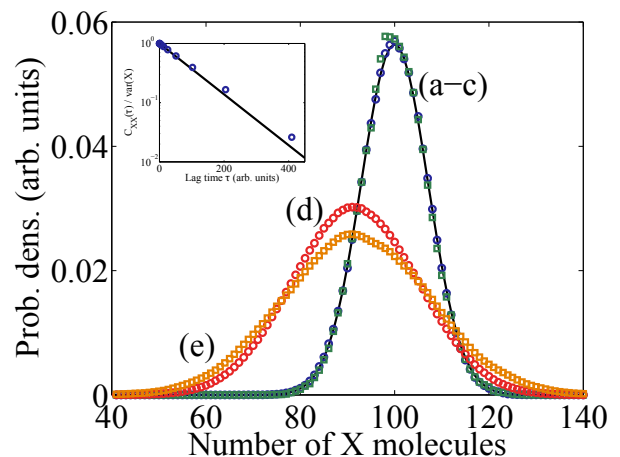 0.06
0.04
0.02
0
Prob. dens. (arb. units)
40
60
80
100
120
140
Number of X molecules
(a–c)
(d)
(e)
10^0
10^-1
10^-2
C_XX(τ) / var(X)
0
200
400
Lag time τ (arb. units)